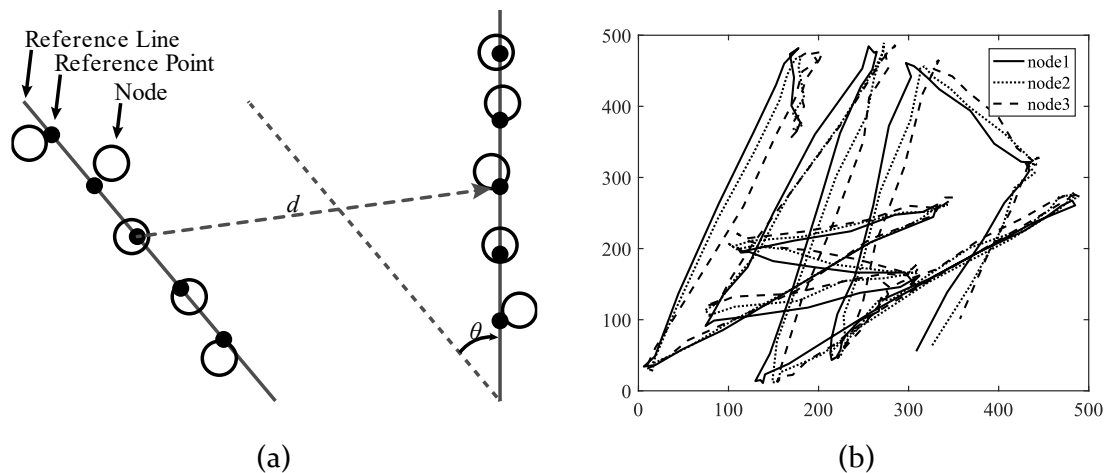 Reference Line
Reference Point
Node
d
θ
(a)
500
400
300
200
100
0
0 100 200 300 400 500
node1
node2
node3
(b)